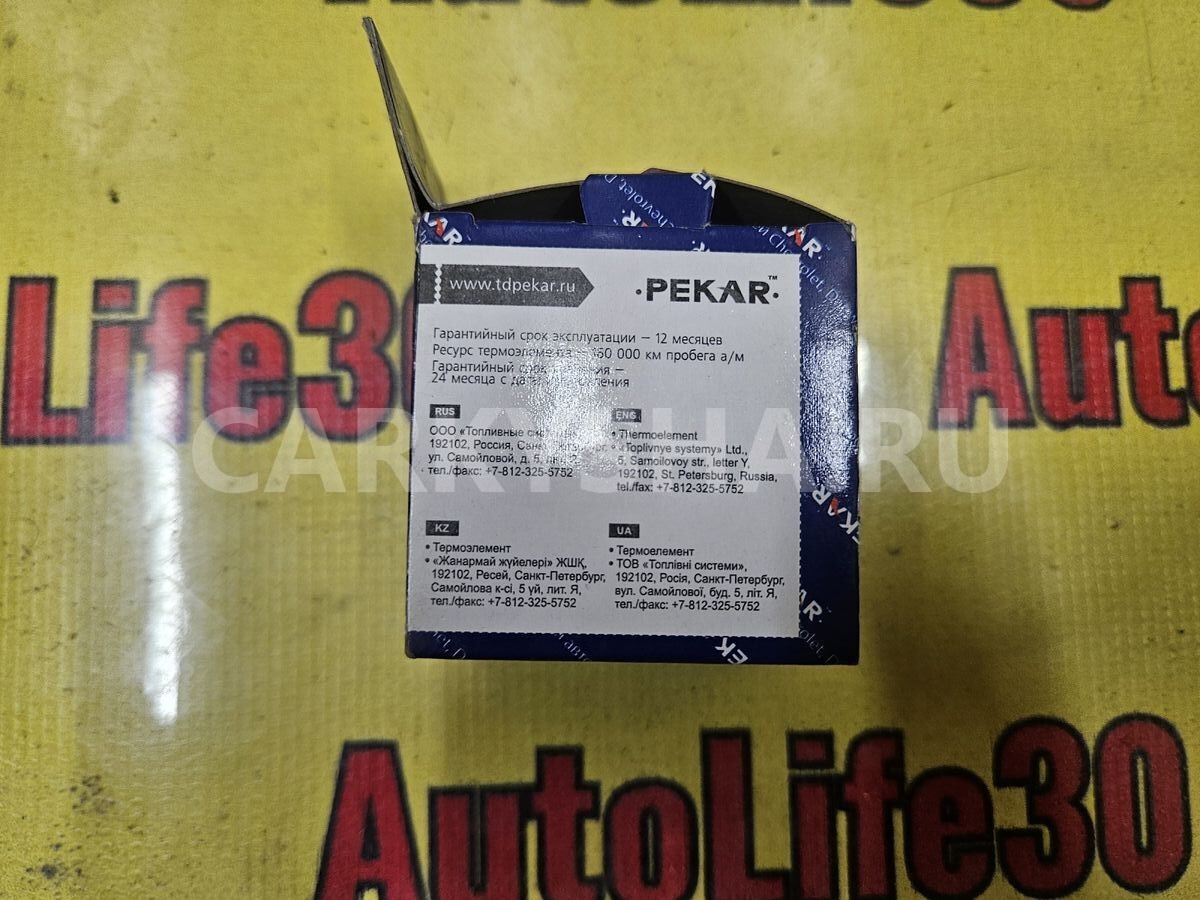 AutoLife30
Life30
Auto
www.tdpekar.ru
PEKAR™
Гарантийный срок эксплуатации – 12 месяцев
Ресурс 000 км пробега а/м
Гарантийный срок –
24 месяца с
RUS
ООО «Топливные
192102, Россия,
ул. Самойловой, д. 5,
тел./факс: +7-812-325-5752
ENG
• Thermoelement
• «Toplivnye systemy» Ltd.,
5, Samoilovoy str., letter Y,
192102, St. Petersburg, Russia,
tel./fax: +7-812-325-5752
KZ
• Термоэлемент
• «Жанармай жүйелері» ЖШҚ,
192102, Ресей, Санкт-Петербург,
Самойлова к-сі, 5 үй, лит. Я,
тел./факс: +7-812-325-5752
UA
• Термоелемент
• ТОВ «Топлівні системи»,
192102, Росія, Санкт-Петербург,
вул. Самойлової, буд. 5, літ. Я,
тел./факс: +7-812-325-5752
CARKYSHA.RU
AutoLife30